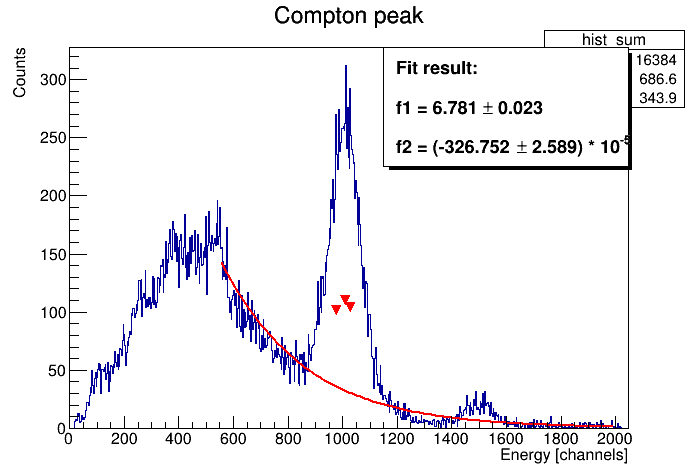 Compton peak
hist_sum
16384
686.6
343.9
Fit result:
f1 = 6.781 ± 0.023
f2 = (-326.752 ± 2.589) * 10⁻⁵
Counts
300
250
200
150
100
50
0
0 200 400 600 800 1000 1200 1400 1600 1800 2000
Energy [channels]